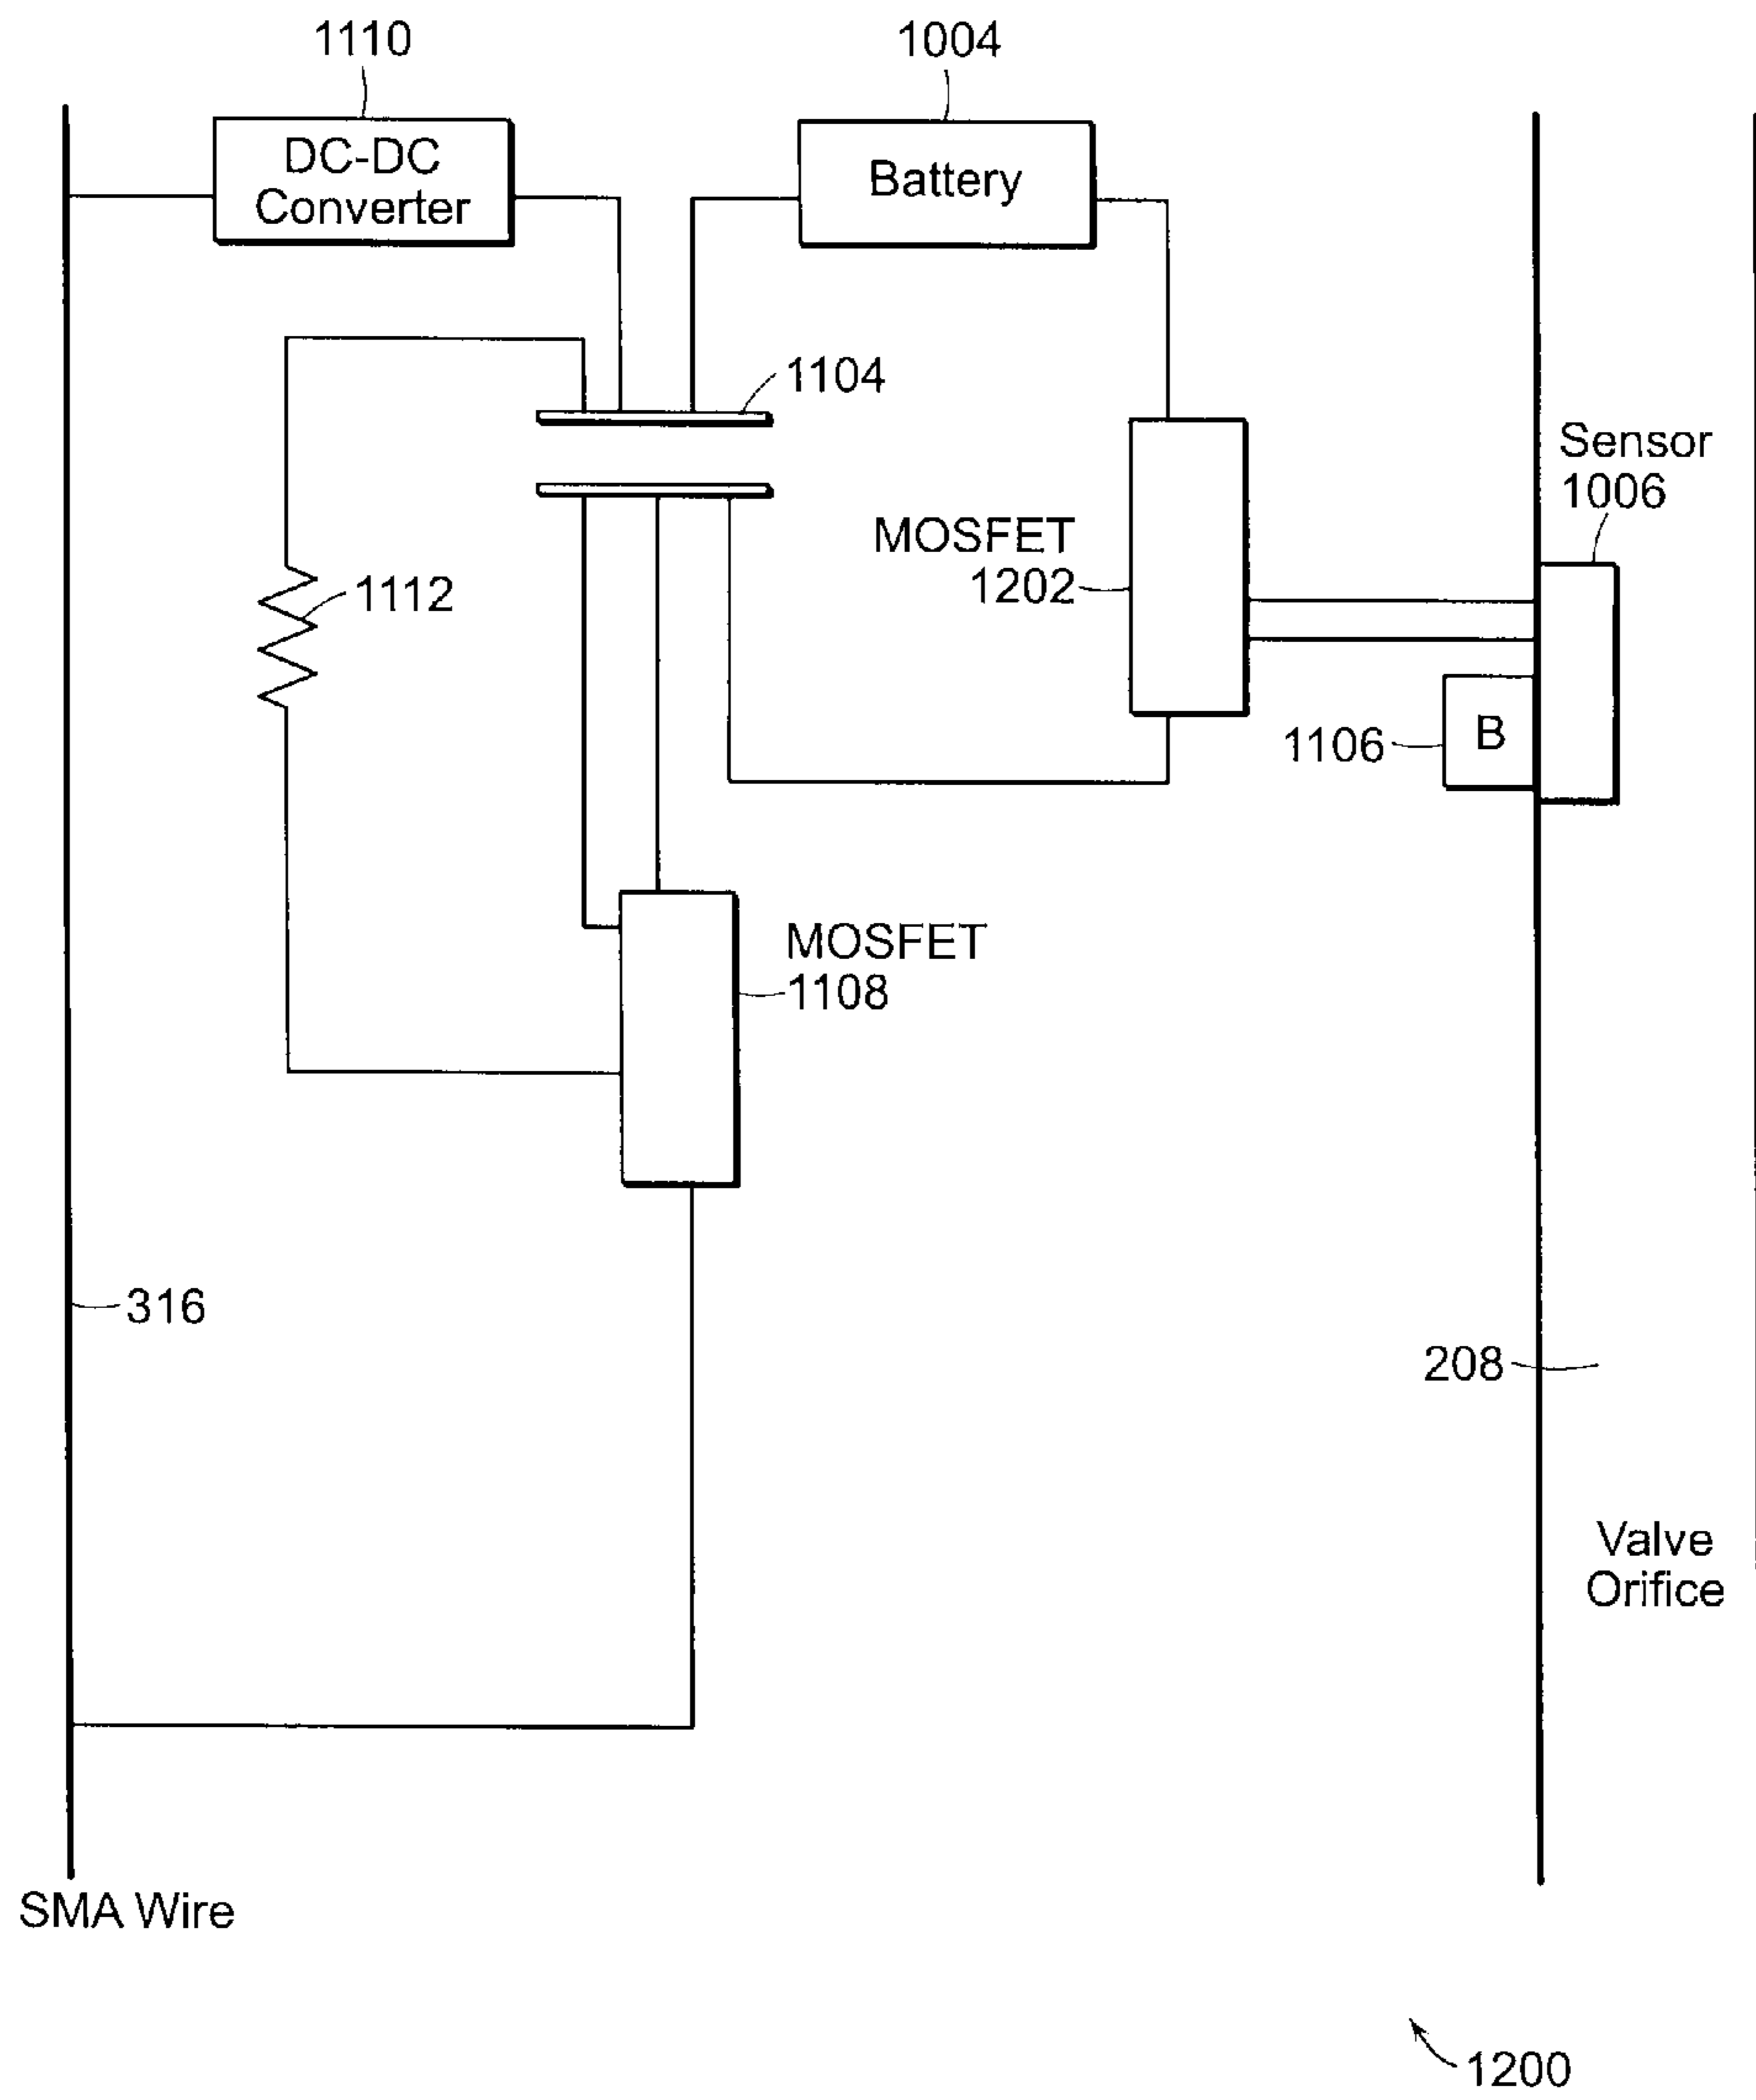 1110
1004
DC-DC
Converter
Battery
1104
Sensor
1006
MOSFET
1202
1112
B
1106
MOSFET
1108
316
208
Valve
Orifice
SMA Wire
1200